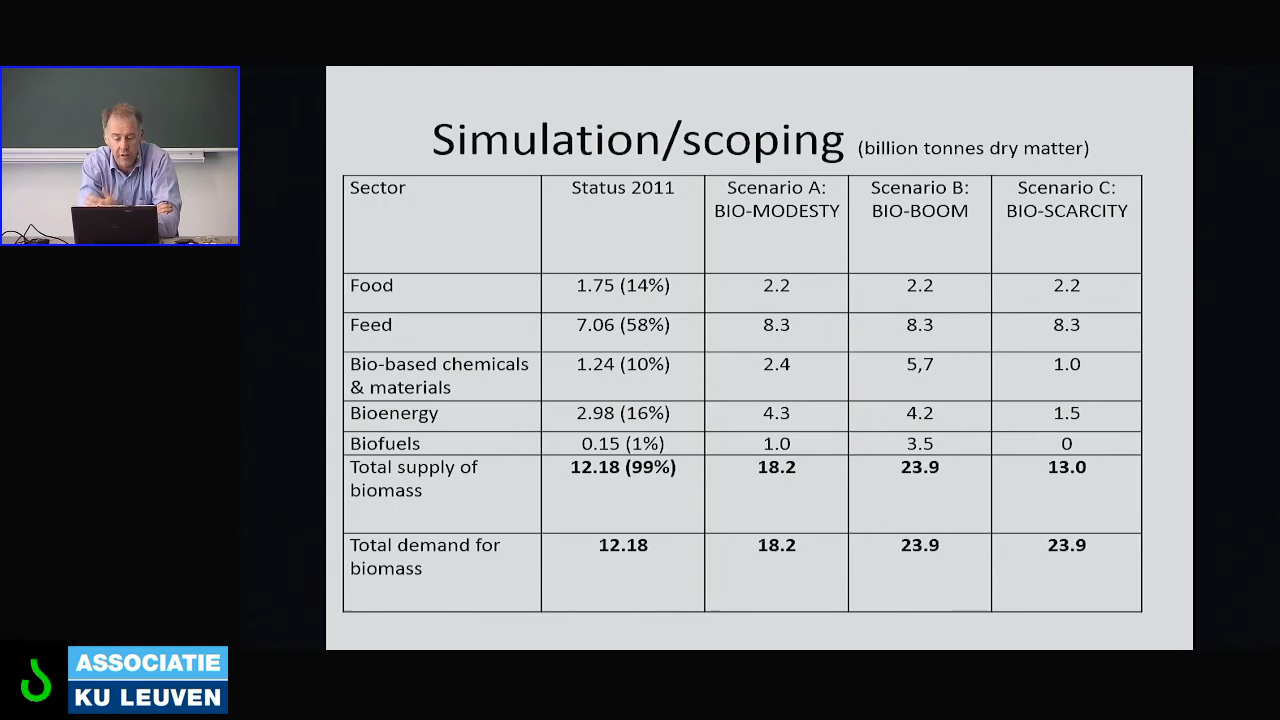 Simulation/scoping (billion tonnes dry matter)
Sector Status 2011 Scenario A: Scenario B: Scenario C:
BIO-MODESTY BIO-BOOM BIO-SCARCITY
Food 1.75 (14%) 2.2 2.2 2.2
Feed 7.06 (58%) 8.3 8.3 8.3
Bio-based chemicals 1.24 (10%) 2.4 5,7 1.0
& materials
Bioenergy 2.98 (16%) 4.3 4.2 1.5
Biofuels 0.15 (1%) 1.0 3.5 0
Total supply of 12.18 (99%) 18.2 23.9 13.0
biomass
Total demand for 12.18 18.2 23.9 23.9
biomass
ASSOCIATIE
KU LEUVEN